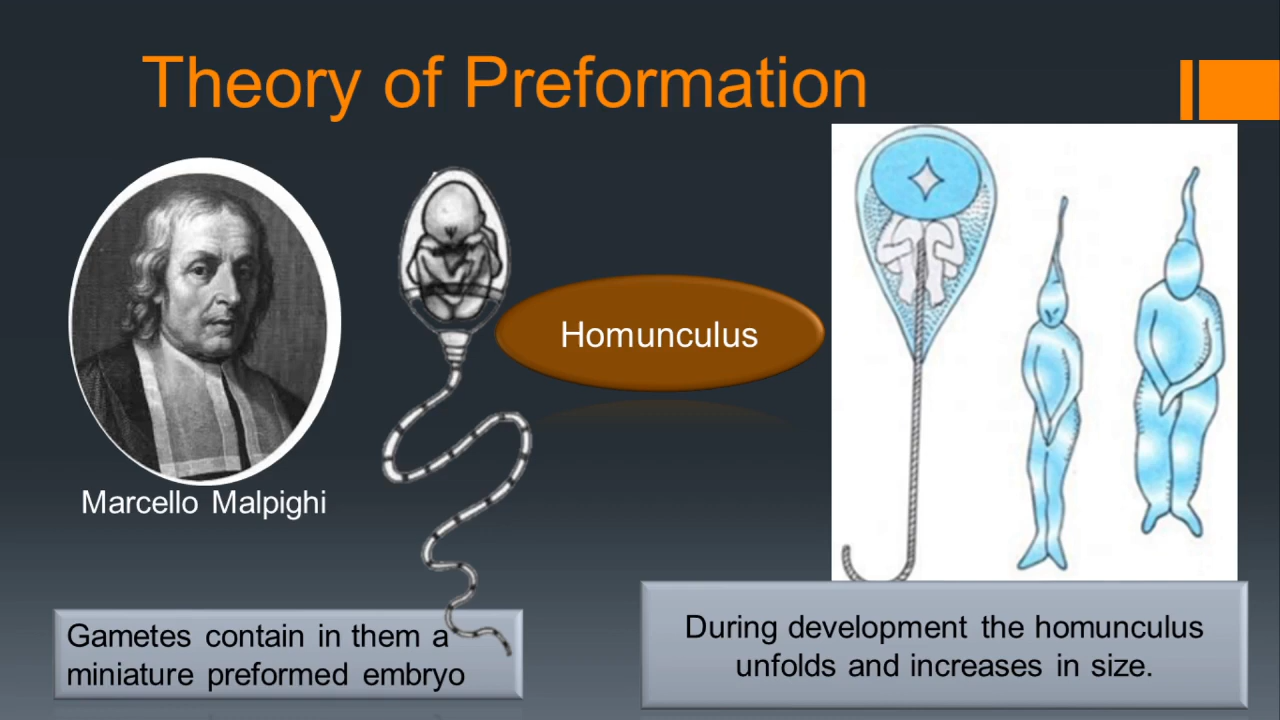 Theory of Preformation
Homunculus
Marcello Malpighi
Gametes contain in them a
miniature preformed embryo
During development the homunculus
unfolds and increases in size.